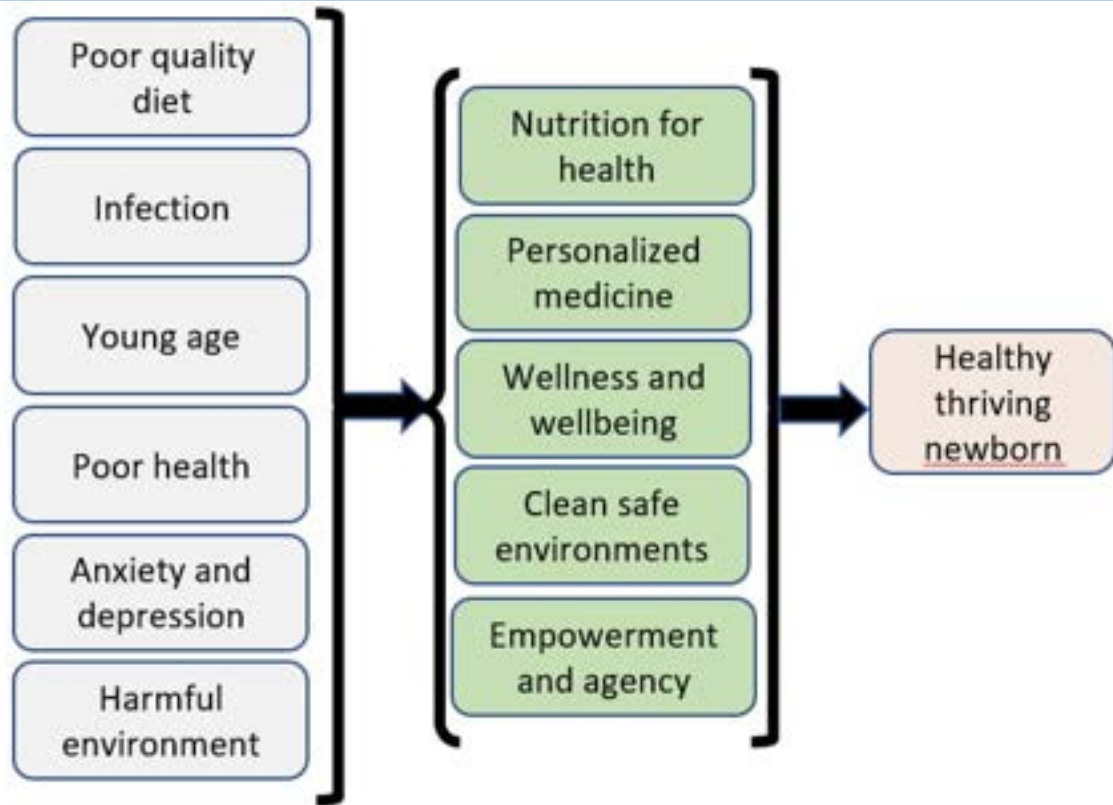 Poor quality
diet
Infection
Young age
Poor health
Anxiety and
depression
Harmful
environment
Nutrition for
health
Personalized
medicine
Wellness and
wellbeing
Clean safe
environments
Empowerment
and agency
Healthy
thriving
newborn